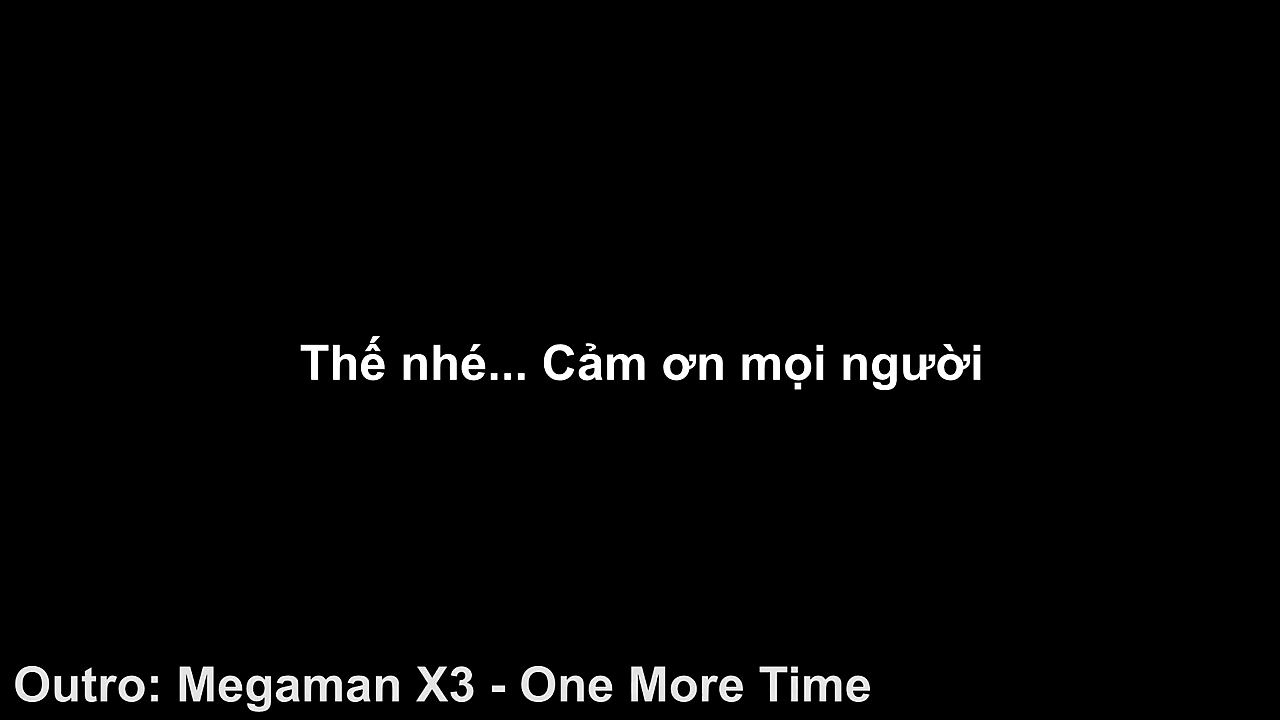 Thế nhé... Cảm ơn mọi người
Outro: Megaman X3 - One More Time